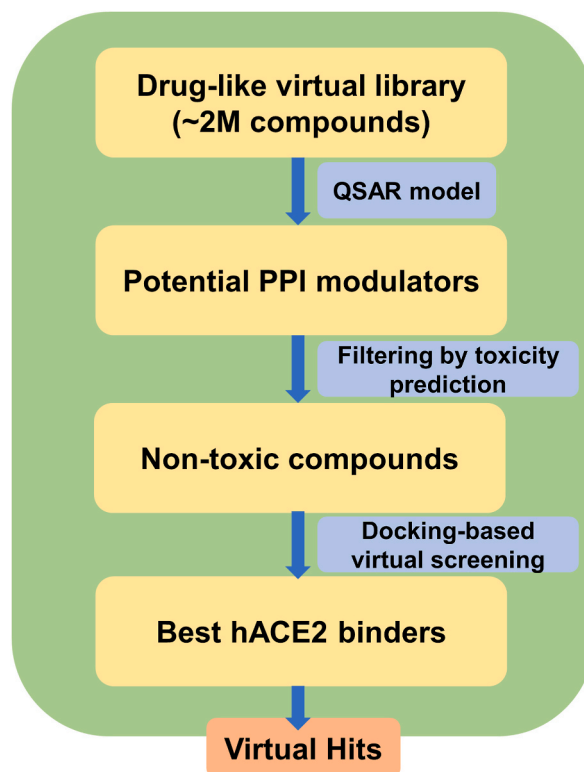 Drug-like virtual library
(~2M compounds)
QSAR model
Potential PPI modulators
Filtering by toxicity
prediction
Non-toxic compounds
Docking-based
virtual screening
Best hACE2 binders
Virtual Hits